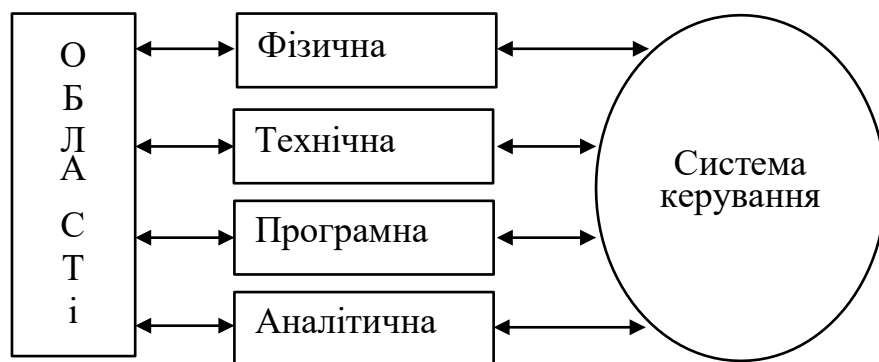 О
Б
Л
А
С
Т
і
Фізична
Технічна
Програмна
Аналітична
Система
керування